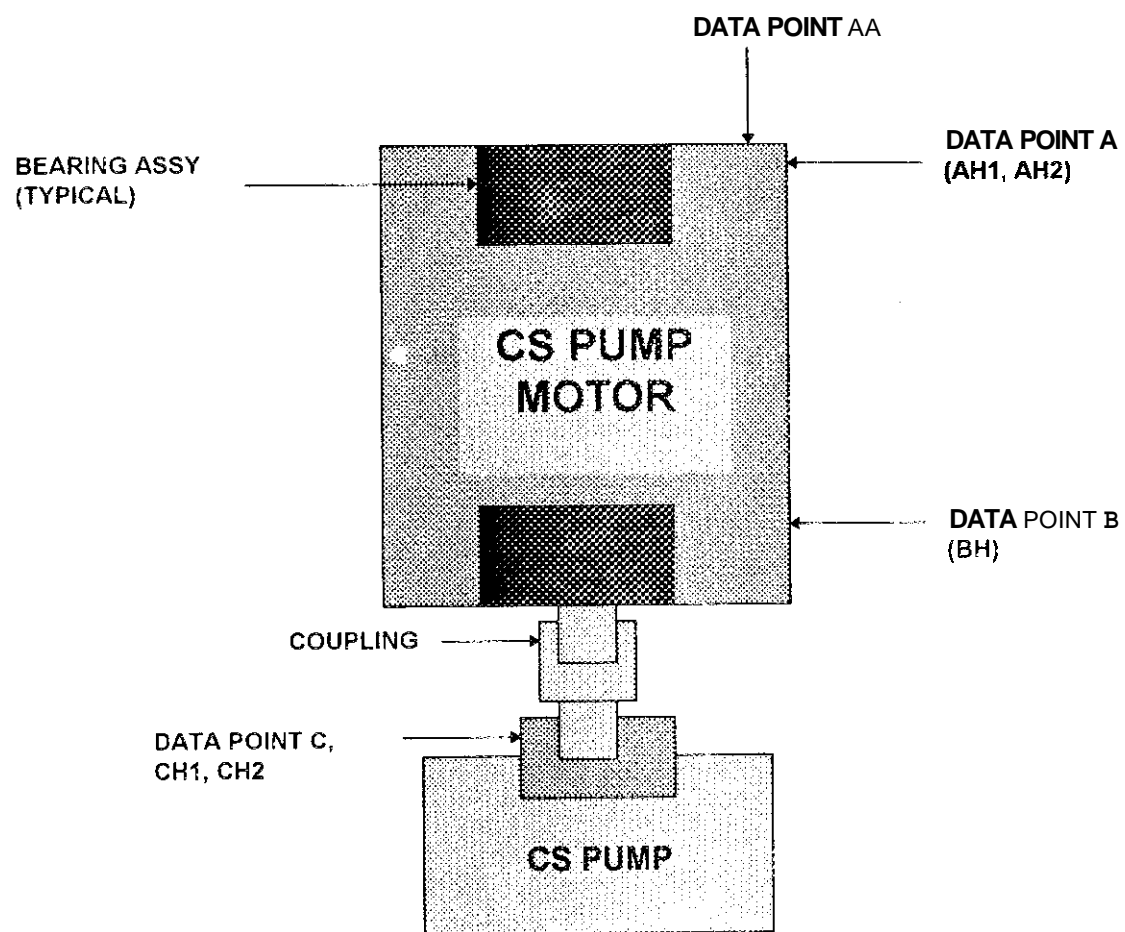 DATA POINT AA
DATA POINT A
(AH1, AH2)
BEARING ASSY
(TYPICAL)
CS PUMP
MOTOR
DATA POINT B
(BH)
COUPLING
DATA POINT C,
CH1, CH2
CS PUMP